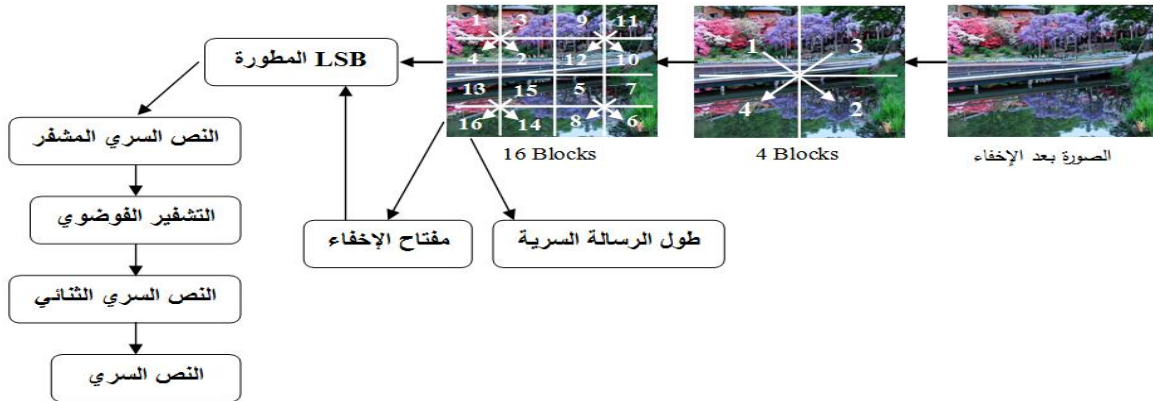 1 3 9 11
4 2 12 10
13 15 5 7
16 14 8 6
16 Blocks
1 3
4 2
4 Blocks
الصورة بعد الإخفاء
LSB المطورة
النص السري المشفر
التشفير الفوضوي
النص السري الثنائي
النص السري
مفتاح الإخفاء
طول الرسالة السرية